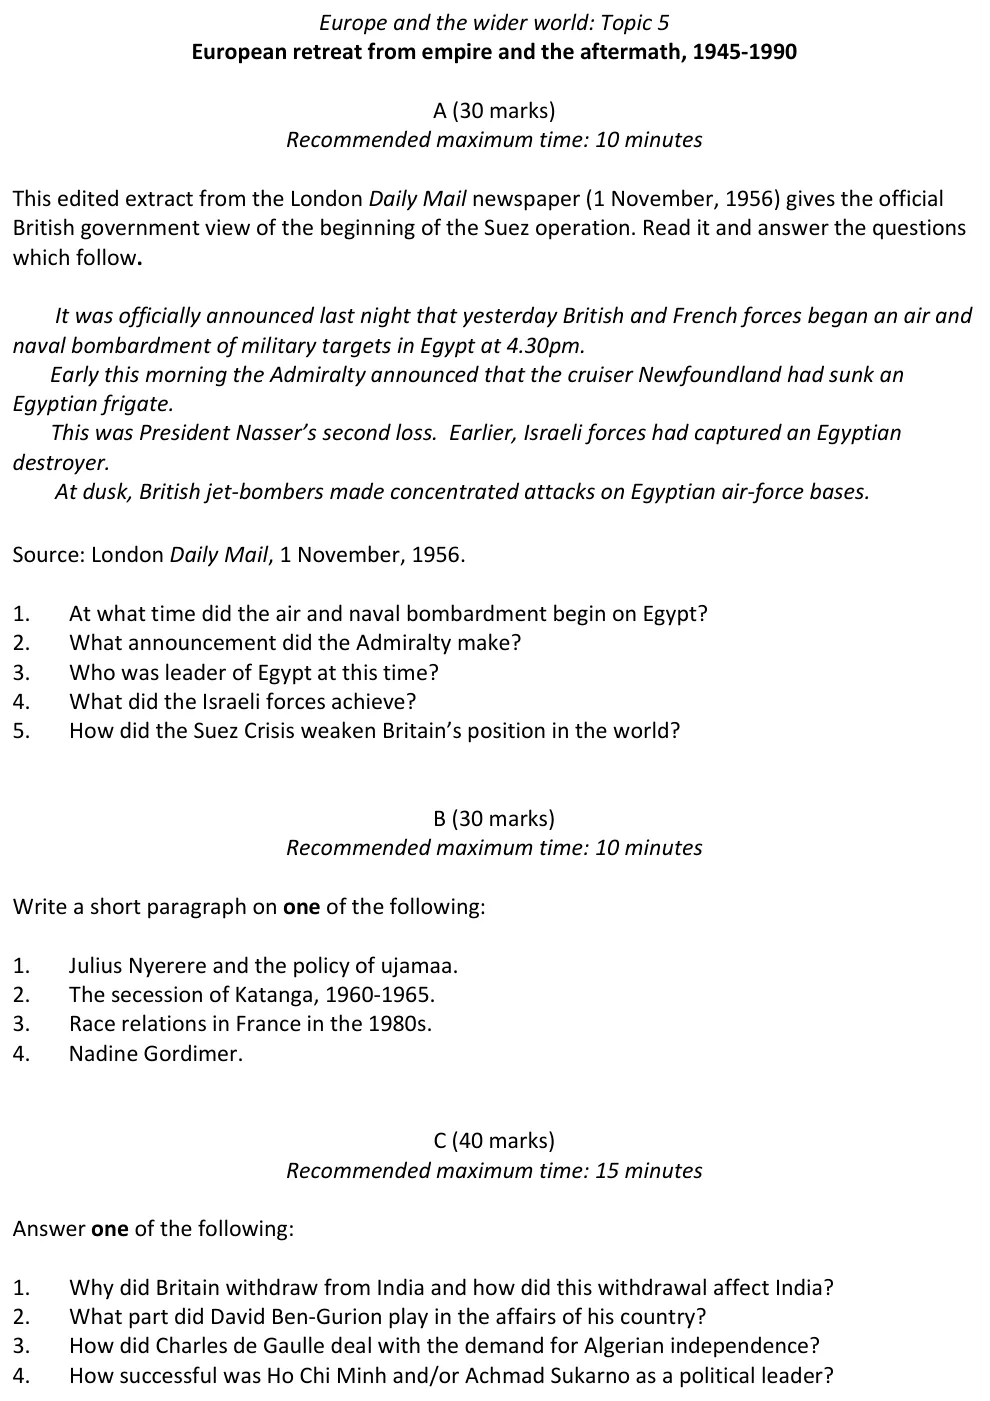 Europe and the wider world: Topic 5
European retreat from empire and the aftermath, 1945-1990
A (30 marks)
Recommended maximum time: 10 minutes
This edited extract from the London Daily Mail newspaper (1 November, 1956) gives the official
British government view of the beginning of the Suez operation. Read it and answer the questions
which follow.
It was officially announced last night that yesterday British and French forces began an air and
naval bombardment of military targets in Egypt at 4.30pm.
Early this morning the Admiralty announced that the cruiser Newfoundland had sunk an
Egyptian frigate.
This was President Nasser’s second loss.  Earlier, Israeli forces had captured an Egyptian
destroyer.
At dusk, British jet-bombers made concentrated attacks on Egyptian air-force bases.
Source: London Daily Mail, 1 November, 1956.
1. At what time did the air and naval bombardment begin on Egypt?
2. What announcement did the Admiralty make?
3. Who was leader of Egypt at this time?
4. What did the Israeli forces achieve?
5. How did the Suez Crisis weaken Britain’s position in the world?
B (30 marks)
Recommended maximum time: 10 minutes
Write a short paragraph on one of the following:
1. Julius Nyerere and the policy of ujamaa.
2. The secession of Katanga, 1960-1965.
3. Race relations in France in the 1980s.
4. Nadine Gordimer.
C (40 marks)
Recommended maximum time: 15 minutes
Answer one of the following:
1. Why did Britain withdraw from India and how did this withdrawal affect India?
2. What part did David Ben-Gurion play in the affairs of his country?
3. How did Charles de Gaulle deal with the demand for Algerian independence?
4. How successful was Ho Chi Minh and/or Achmad Sukarno as a political leader?